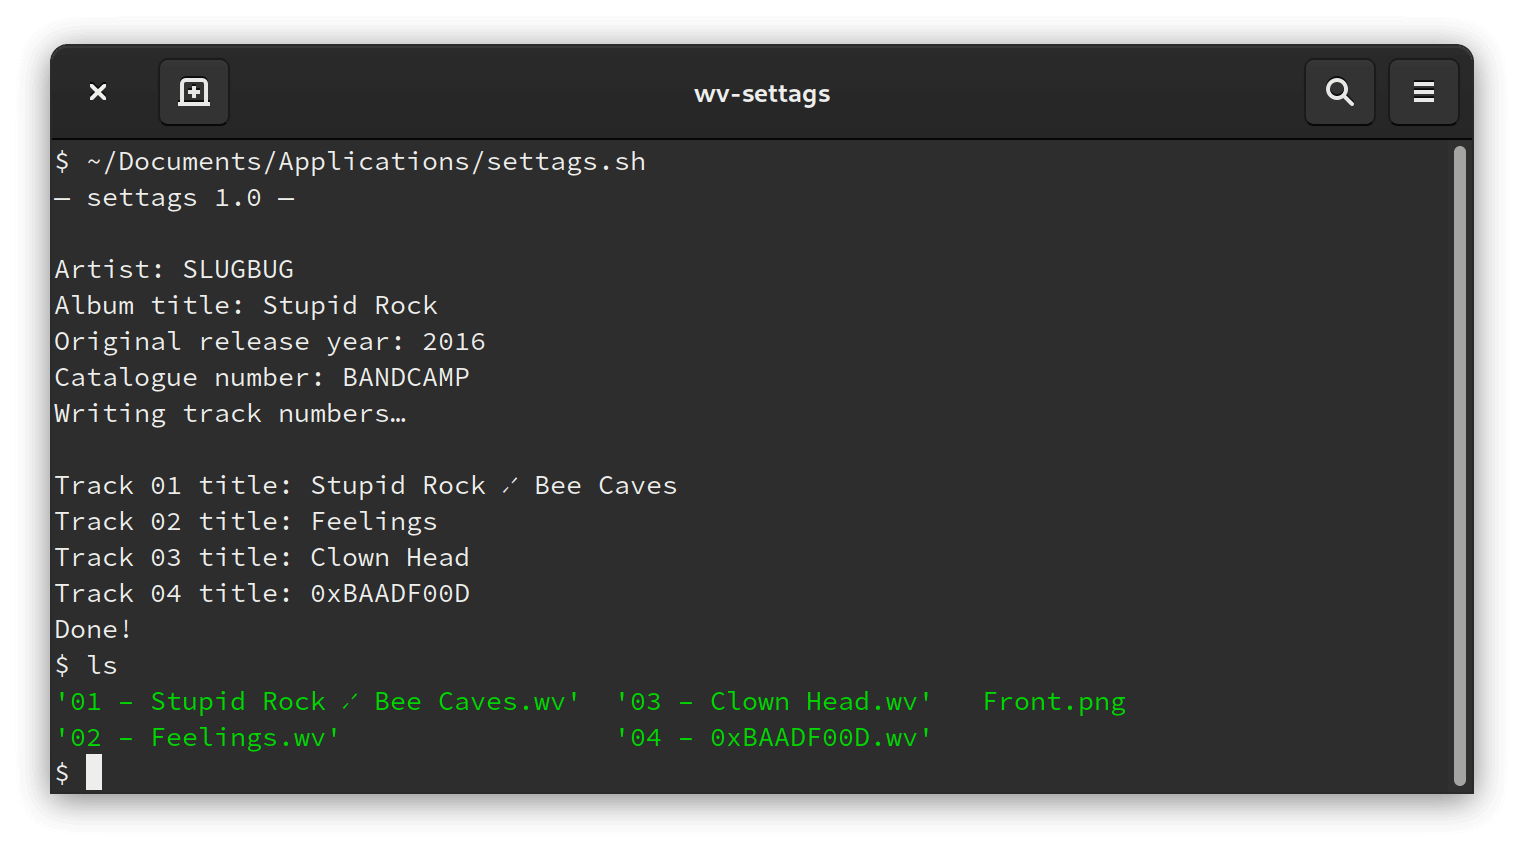 wv-settags
$ ~/Documents/Applications/settags.sh
— settags 1.0 —
Artist: SLUGBUG
Album title: Stupid Rock
Original release year: 2016
Catalogue number: BANDCAMP
Writing track numbers…
Track 01 title: Stupid Rock ⟋ Bee Caves
Track 02 title: Feelings
Track 03 title: Clown Head
Track 04 title: 0xBAADF00D
Done!
$ ls
'01 – Stupid Rock ⟋ Bee Caves.wv' '03 – Clown Head.wv' Front.png
'02 – Feelings.wv' '04 – 0xBAADF00D.wv'
$